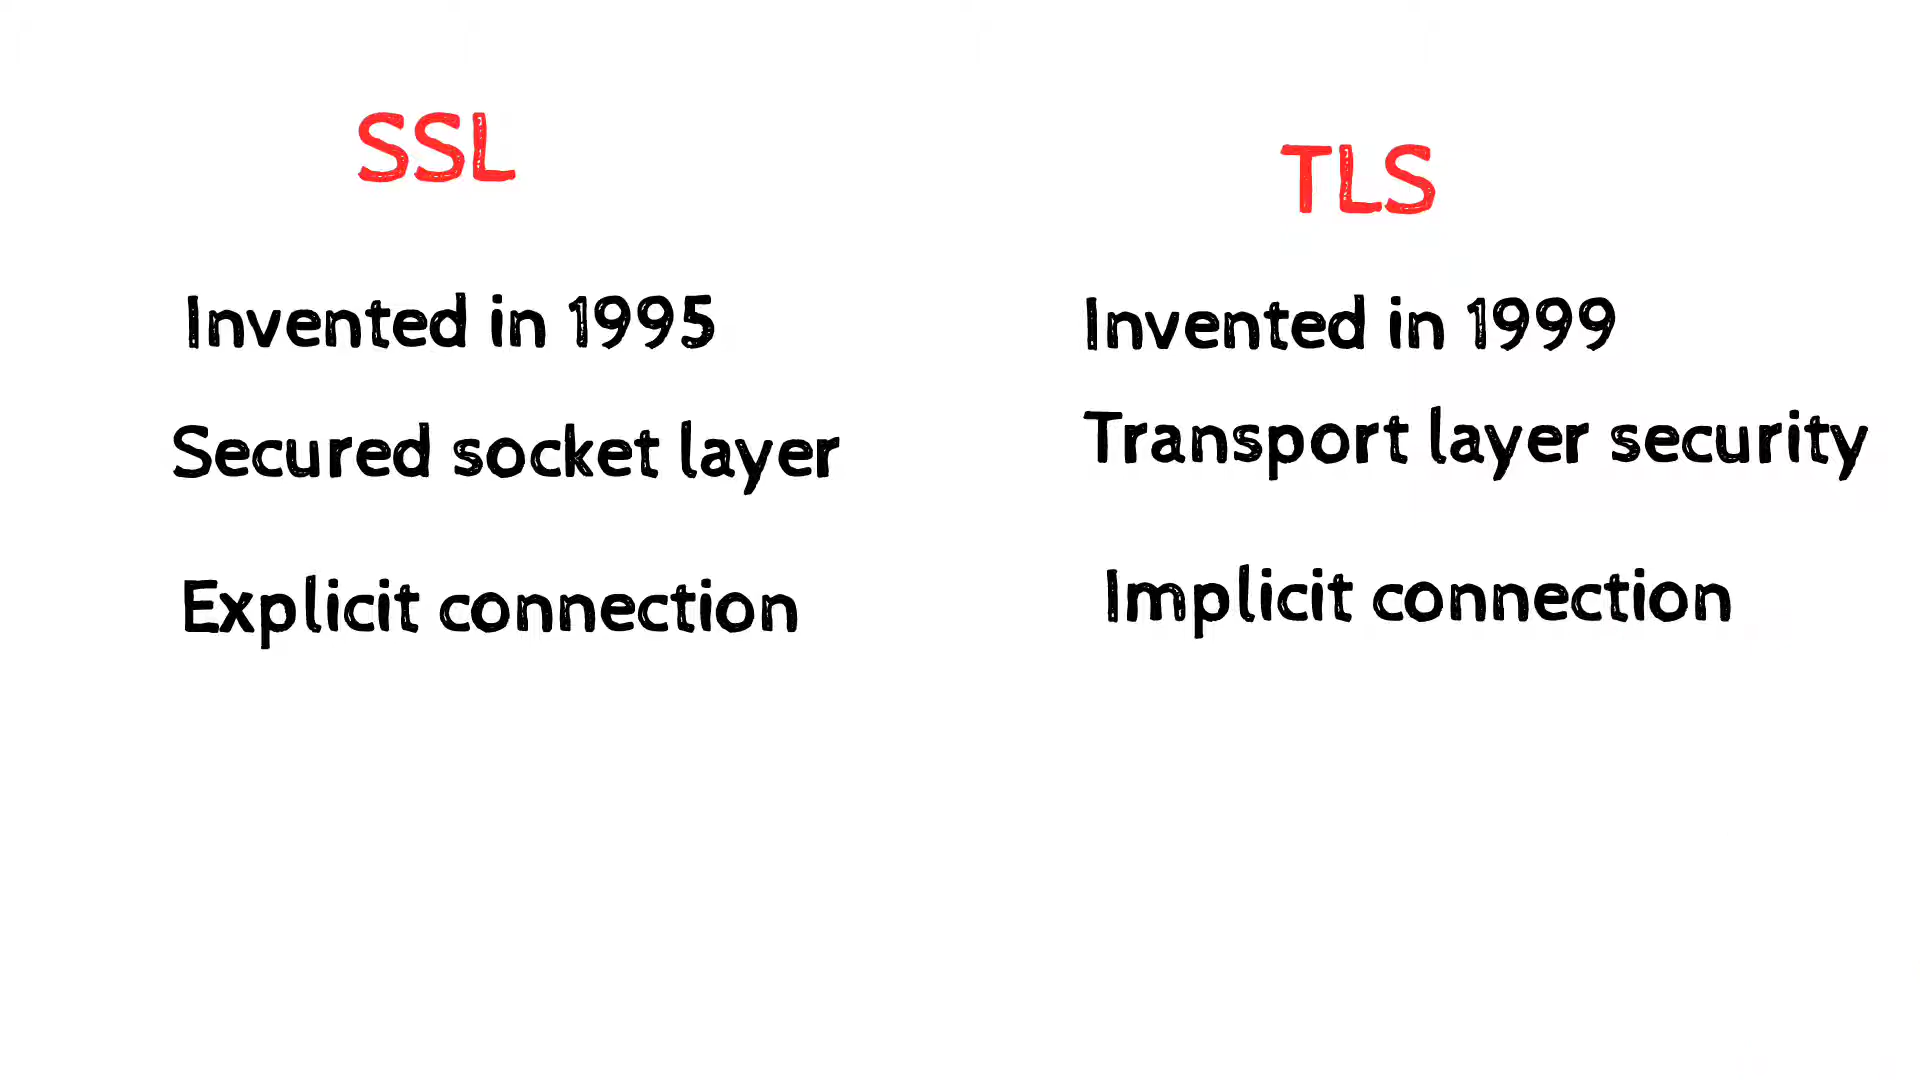 SSL
Invented in 1995
Secured socket layer
Explicit connection
TLS
Invented in 1999
Transport layer security
Implicit connection